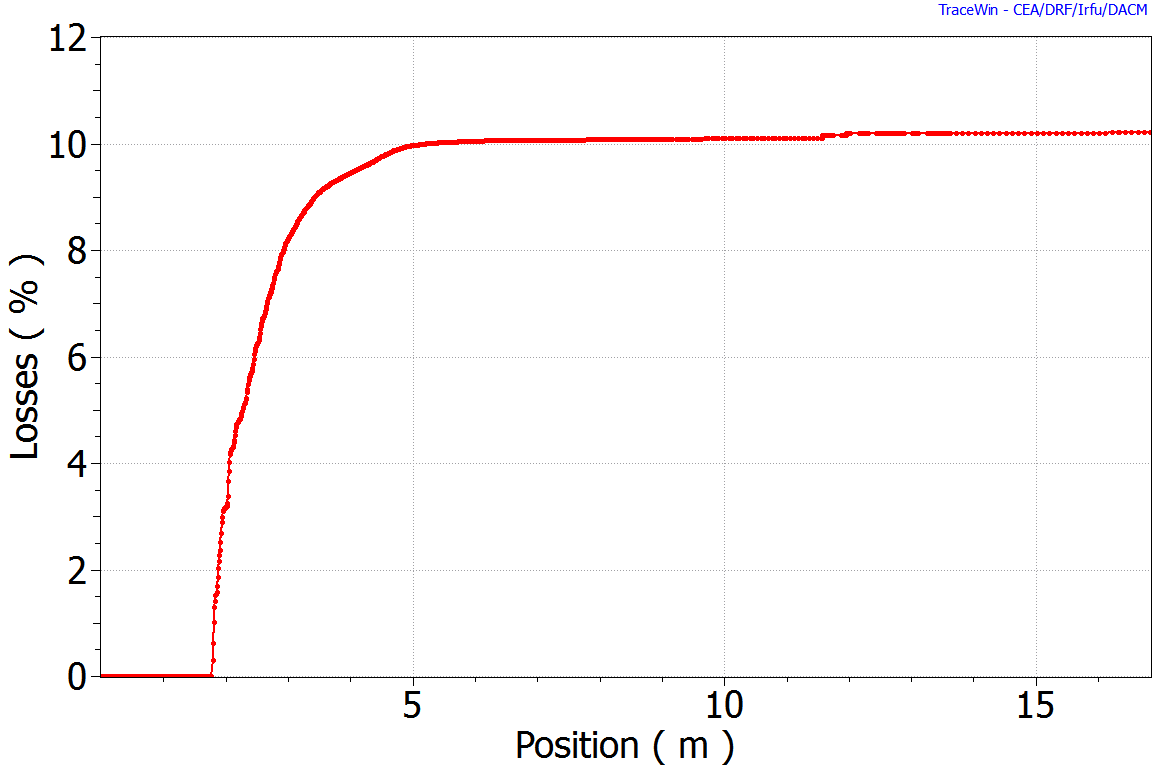 TraceWin - CEA/DRF/Irfu/DACM
12
10
8
6
4
2
0
Losses ( % )
5 10 15
Position ( m )